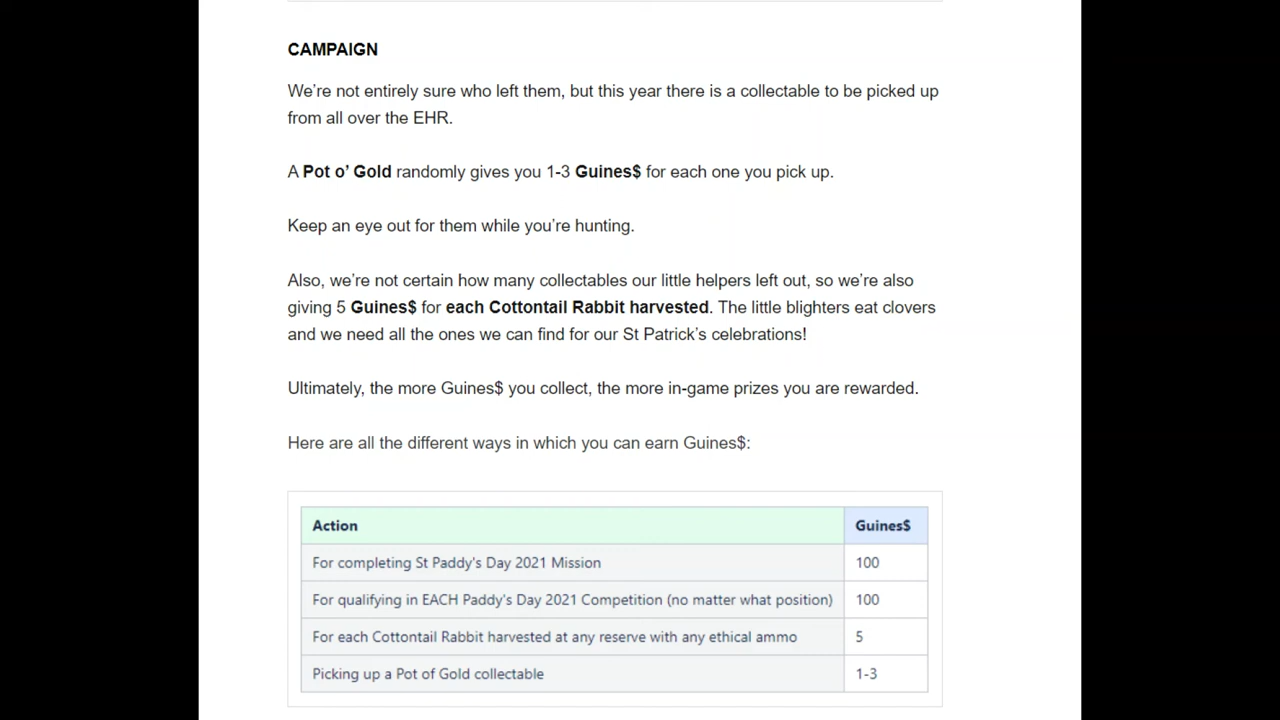 CAMPAIGN
We’re not entirely sure who left them, but this year there is a collectable to be picked up
from all over the EHR.
A Pot o’ Gold randomly gives you 1-3 Guines$ for each one you pick up.
Keep an eye out for them while you’re hunting.
Also, we’re not certain how many collectables our little helpers left out, so we’re also
giving 5 Guines$ for each Cottontail Rabbit harvested. The little blighters eat clovers
and we need all the ones we can find for our St Patrick’s celebrations!
Ultimately, the more Guines$ you collect, the more in-game prizes you are rewarded.
Here are all the different ways in which you can earn Guines$:
Action Guines$
For completing St Paddy's Day 2021 Mission 100
For qualifying in EACH Paddy's Day 2021 Competition (no matter what position) 100
For each Cottontail Rabbit harvested at any reserve with any ethical ammo 5
Picking up a Pot of Gold collectable 1-3